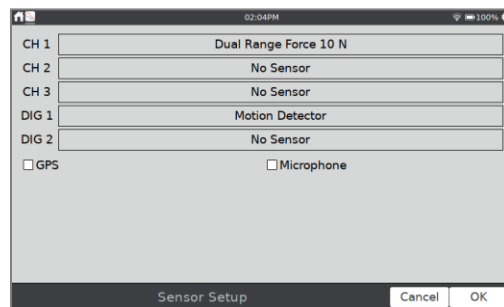 02:04PM 100%
CH 1 Dual Range Force 10 N
CH 2 No Sensor
CH 3 No Sensor
DIG 1 Motion Detector
DIG 2 No Sensor
GPS Microphone
Sensor Setup Cancel OK